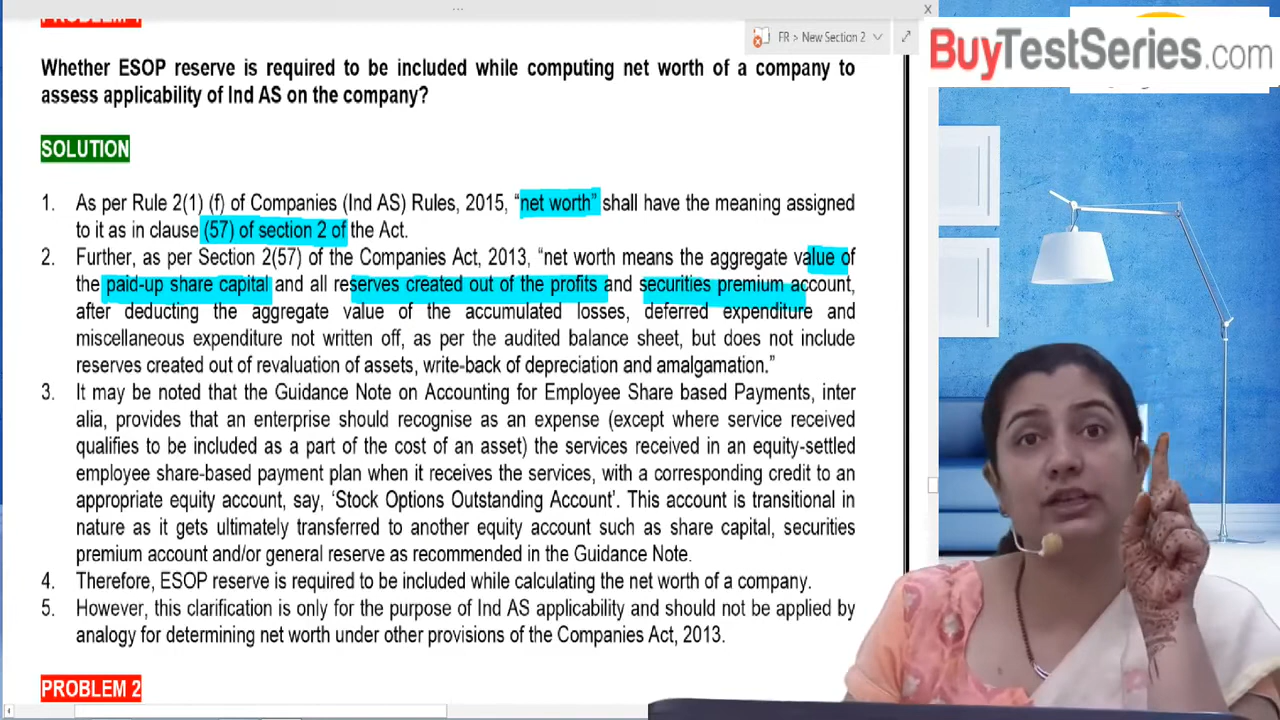 PROBLEM 1
FR > New Section 2
BuyTestSeries.com
Whether ESOP reserve is required to be included while computing net worth of a company to
assess applicability of Ind AS on the company?
SOLUTION
1. As per Rule 2(1) (f) of Companies (Ind AS) Rules, 2015, “net worth” shall have the meaning assigned
to it as in clause (57) of section 2 of the Act.
2. Further, as per Section 2(57) of the Companies Act, 2013, “net worth means the aggregate value of
the paid-up share capital and all reserves created out of the profits and securities premium account,
after deducting the aggregate value of the accumulated losses, deferred expenditure and
miscellaneous expenditure not written off, as per the audited balance sheet, but does not include
reserves created out of revaluation of assets, write-back of depreciation and amalgamation.”
3. It may be noted that the Guidance Note on Accounting for Employee Share based Payments, inter
alia, provides that an enterprise should recognise as an expense (except where service received
qualifies to be included as a part of the cost of an asset) the services received in an equity-settled
employee share-based payment plan when it receives the services, with a corresponding credit to an
appropriate equity account, say, ‘Stock Options Outstanding Account’. This account is transitional in
nature as it gets ultimately transferred to another equity account such as share capital, securities
premium account and/or general reserve as recommended in the Guidance Note.
4. Therefore, ESOP reserve is required to be included while calculating the net worth of a company.
5. However, this clarification is only for the purpose of Ind AS applicability and should not be applied by
analogy for determining net worth under other provisions of the Companies Act, 2013.
PROBLEM 2